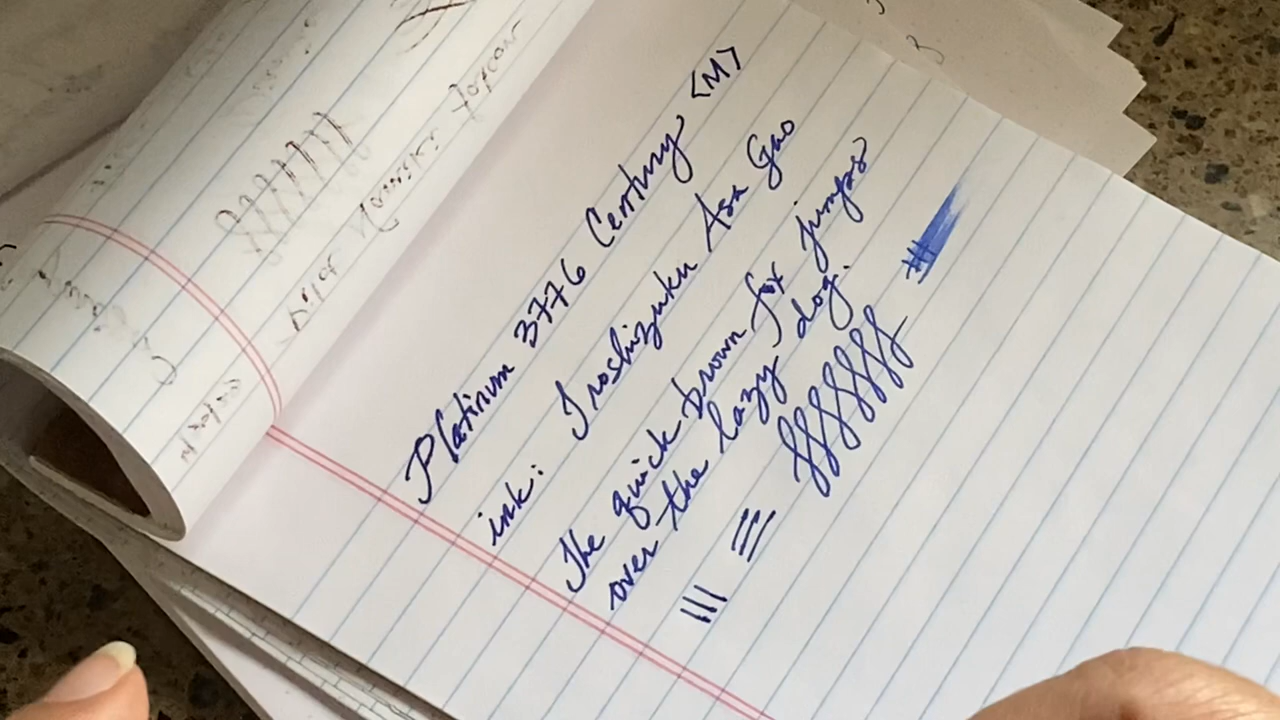 Platinum 3776 Century <M>
ink: Iroshizuku Asa Gao
The quick brown fox jumps
over the lazy dog.